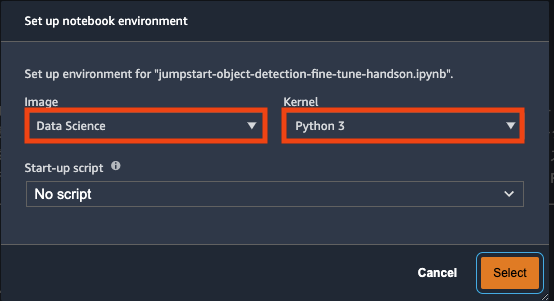 Set up notebook environment
Set up environment for "jumpstart-object-detection-fine-tune-handson.ipynb".
Image Kernel
Data Science Python 3
Start-up script
No script
Cancel Select